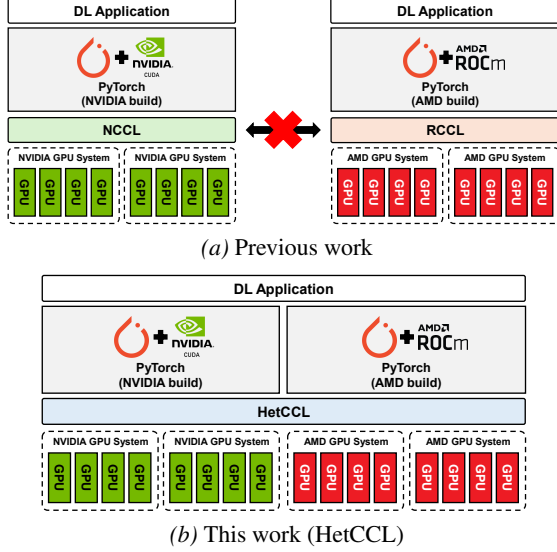 DL Application
DL Application
+ NVIDIA. CUDA
+ AMD ROCm
PyTorch
(NVIDIA build)
PyTorch
(AMD build)
NCCL
RCCL
NVIDIA GPU System NVIDIA GPU System AMD GPU System AMD GPU System
GPU GPU GPU GPU GPU GPU GPU GPU GPU GPU GPU GPU GPU GPU GPU GPU
(a) Previous work
DL Application
+ NVIDIA. CUDA
+ AMD ROCm
PyTorch
(NVIDIA build)
PyTorch
(AMD build)
HetCCL
NVIDIA GPU System NVIDIA GPU System AMD GPU System AMD GPU System
GPU GPU GPU GPU GPU GPU GPU GPU GPU GPU GPU GPU GPU GPU GPU GPU
(b) This work (HetCCL)